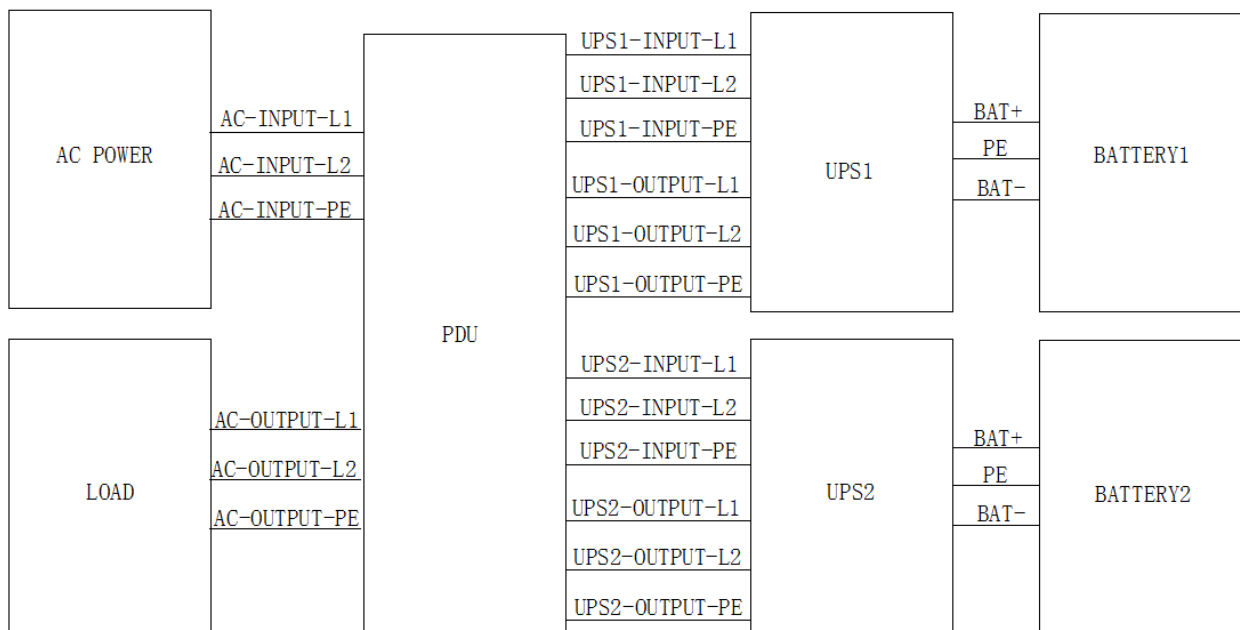 AC POWER
AC-INPUT-L1
AC-INPUT-L2
AC-INPUT-PE
LOAD
AC-OUTPUT-L1
AC-OUTPUT-L2
AC-OUTPUT-PE
PDU
UPS1-INPUT-L1
UPS1-INPUT-L2
UPS1-INPUT-PE
UPS1-OUTPUT-L1
UPS1-OUTPUT-L2
UPS1-OUTPUT-PE
UPS2-INPUT-L1
UPS2-INPUT-L2
UPS2-INPUT-PE
UPS2-OUTPUT-L1
UPS2-OUTPUT-L2
UPS2-OUTPUT-PE
UPS1
BAT+
PE
BAT-
BATTERY1
UPS2
BAT+
PE
BAT-
BATTERY2